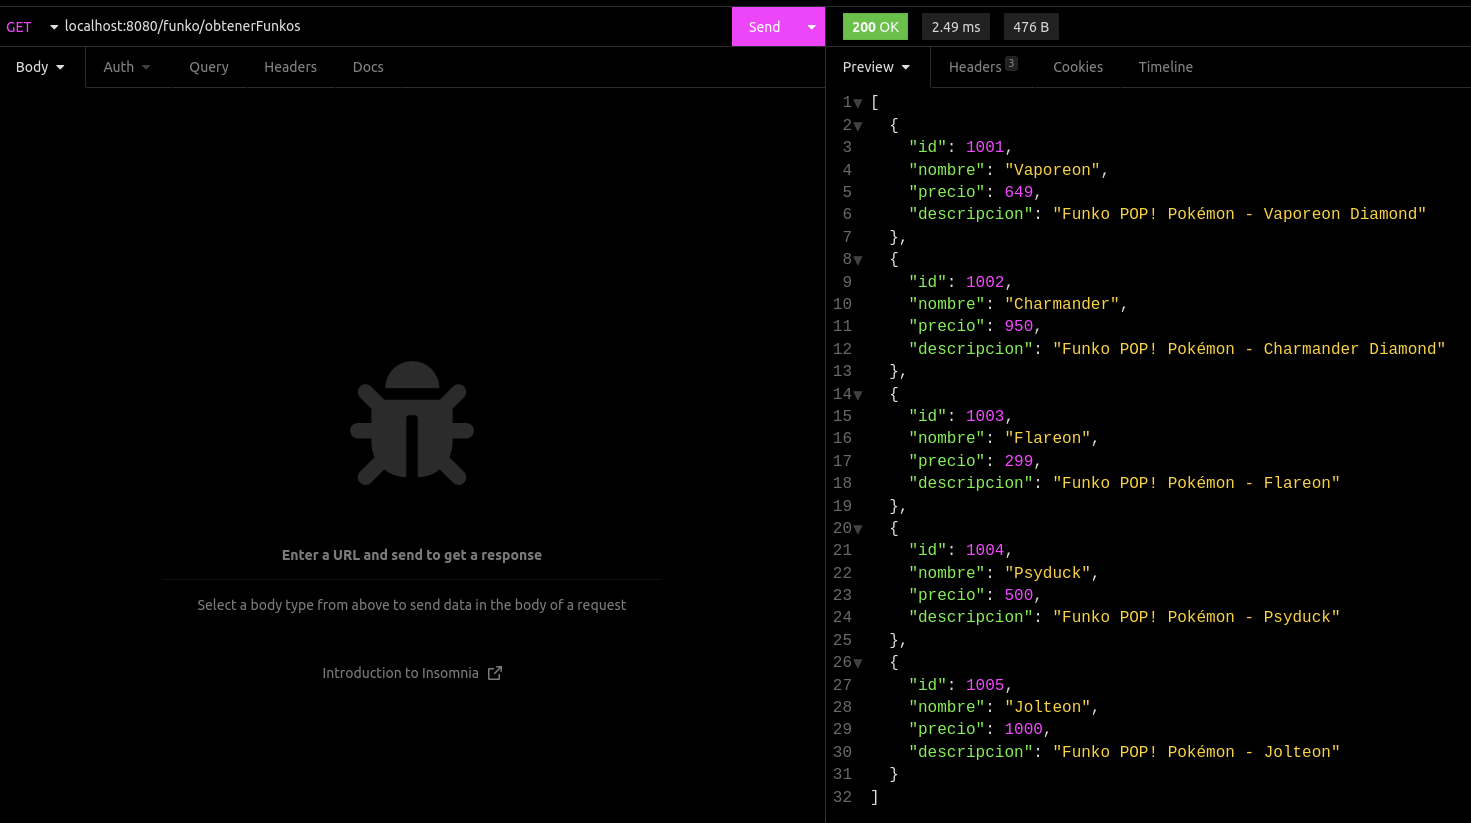 GET localhost:8080/funko/obtenerFunkos Send
200 OK 2.49 ms 476 B
Body Auth Query Headers Docs
Enter a URL and send to get a response
Select a body type from above to send data in the body of a request
Introduction to Insomnia
Preview Headers 3 Cookies Timeline
1 [
2 {
3 "id": 1001,
4 "nombre": "Vaporeon",
5 "precio": 649,
6 "descripcion": "Funko POP! Pokémon - Vaporeon Diamond"
7 },
8 {
9 "id": 1002,
10 "nombre": "Charmander",
11 "precio": 950,
12 "descripcion": "Funko POP! Pokémon - Charmander Diamond"
13 },
14 {
15 "id": 1003,
16 "nombre": "Flareon",
17 "precio": 299,
18 "descripcion": "Funko POP! Pokémon - Flareon"
19 },
20 {
21 "id": 1004,
22 "nombre": "Psyduck",
23 "precio": 500,
24 "descripcion": "Funko POP! Pokémon - Psyduck"
25 },
26 {
27 "id": 1005,
28 "nombre": "Jolteon",
29 "precio": 1000,
30 "descripcion": "Funko POP! Pokémon - Jolteon"
31 }
32 ]